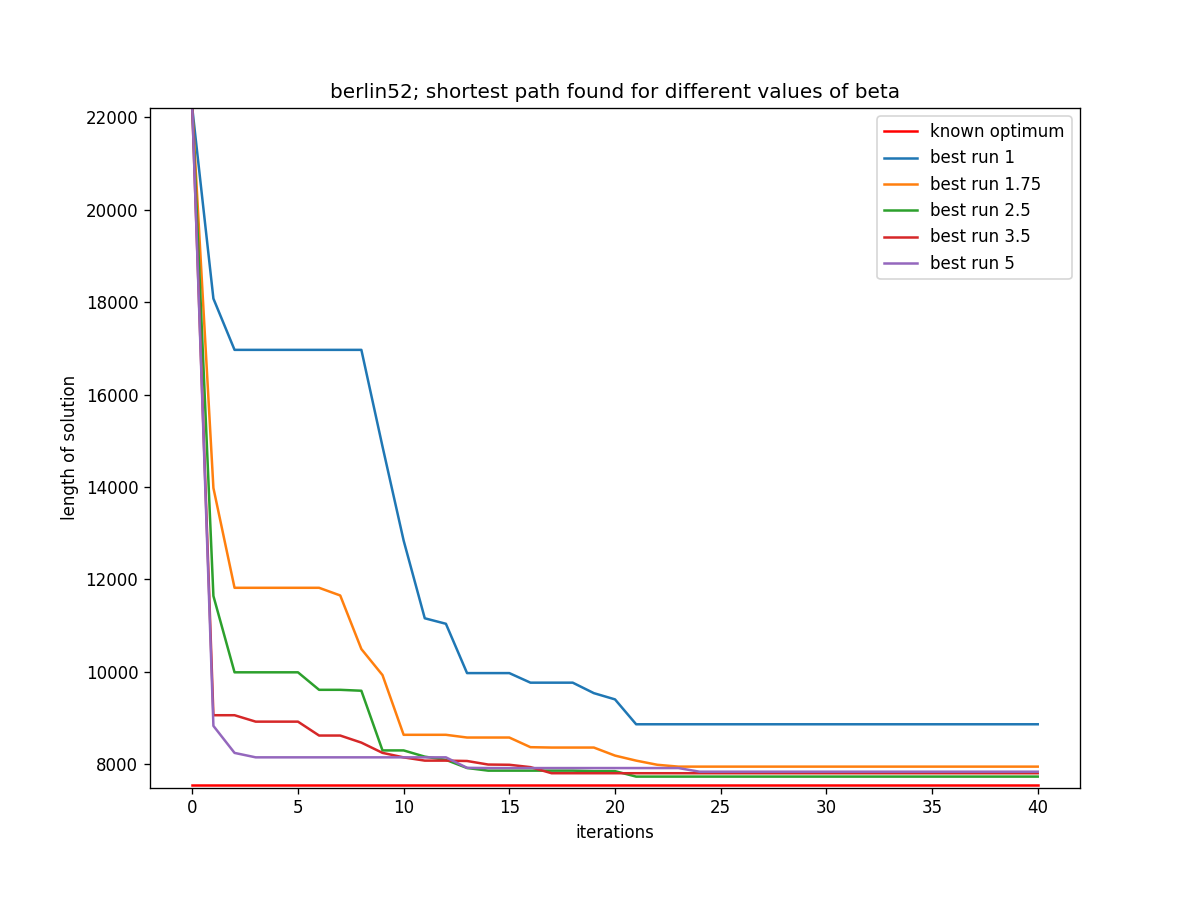 berlin52; shortest path found for different values of beta
22000
20000
18000
16000
14000
12000
10000
8000
length of solution
known optimum
best run 1
best run 1.75
best run 2.5
best run 3.5
best run 5
0 5 10 15 20 25 30 35 40
iterations